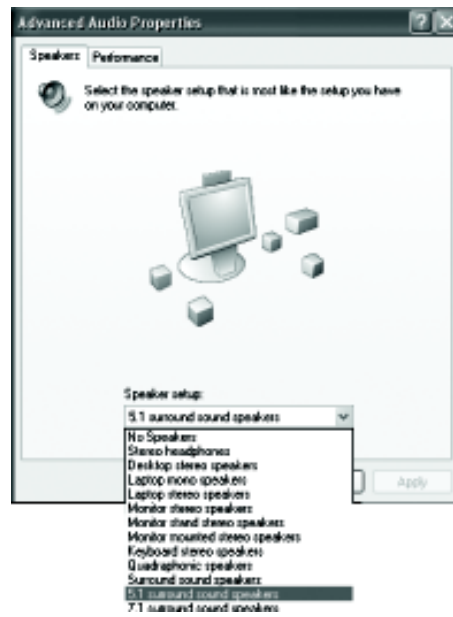 Advanced Audio Properties
Speakers Performance
Select the speaker setup that is most like the setup you have
on your computer.
Speaker setup:
5.1 surround sound speakers
No Speakers
Stereo headphones
Desktop stereo speakers
Laptop mono speakers
Laptop stereo speakers
Monitor stereo speakers
Monitor stand stereo speakers
Monitor mounted stereo speakers
Keyboard stereo speakers
Quadraphonic speakers
Surround sound speakers
5.1 surround sound speakers
7.1 surround sound speakers
Apply